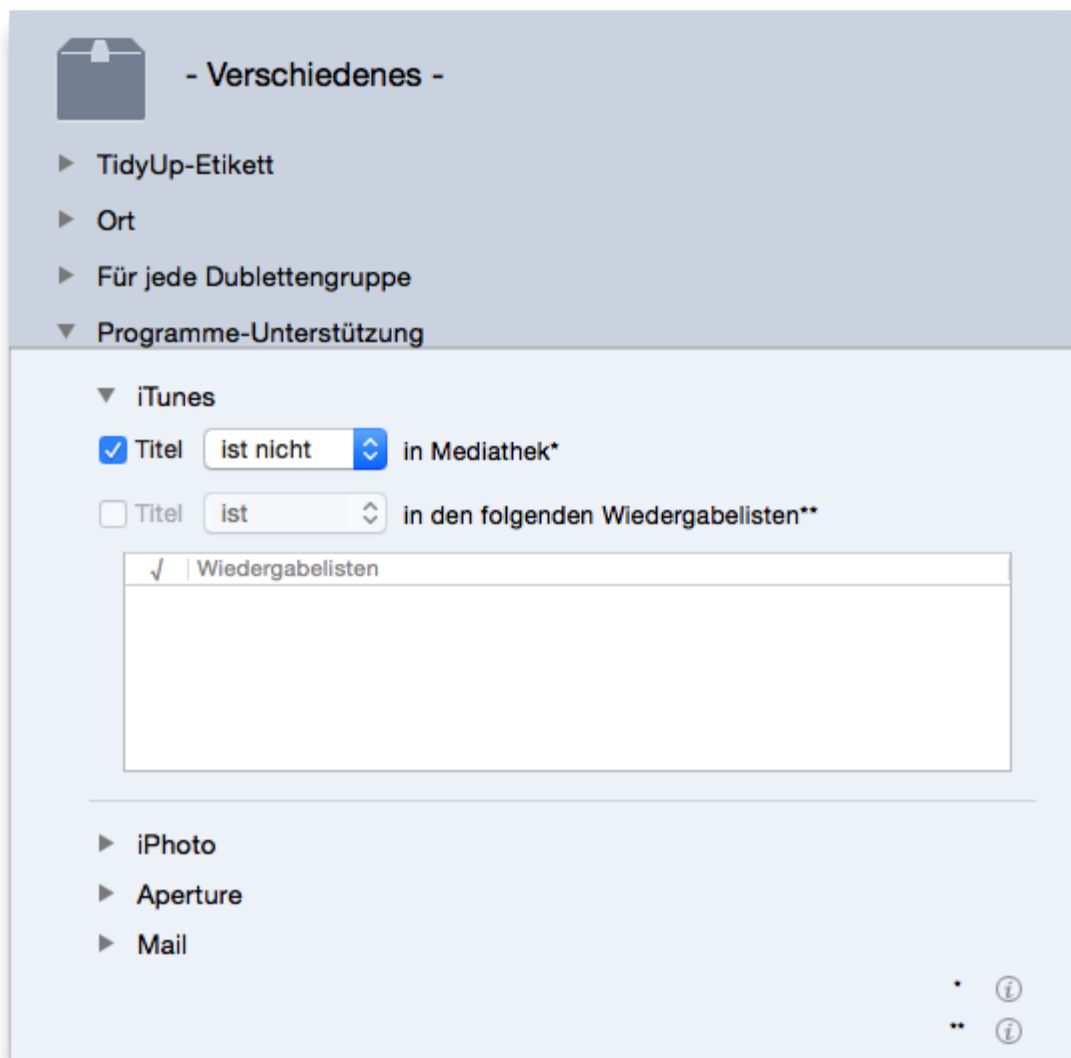 - Verschiedenes -
TidyUp-Etikett
Ort
Für jede Dublettengruppe
Programme-Unterstützung
iTunes
Titel ist nicht in Mediathek*
Titel ist in den folgenden Wiedergabelisten**
√ Wiedergabelisten
iPhoto
Aperture
Mail
* i
** i